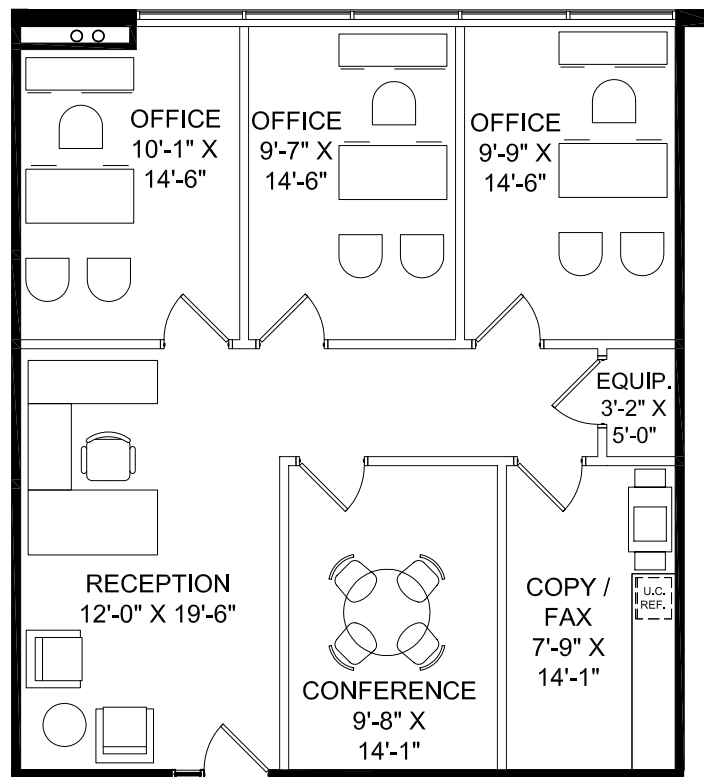 OFFICE
10'-1" X
14'-6"
OFFICE
9'-7" X
14'-6"
OFFICE
9'-9" X
14'-6"
EQUIP.
3'-2" X
5'-0"
RECEPTION
12'-0" X 19'-6"
CONFERENCE
9'-8" X
14'-1"
COPY /
FAX
7'-9" X
14'-1"
U.C.
REF.